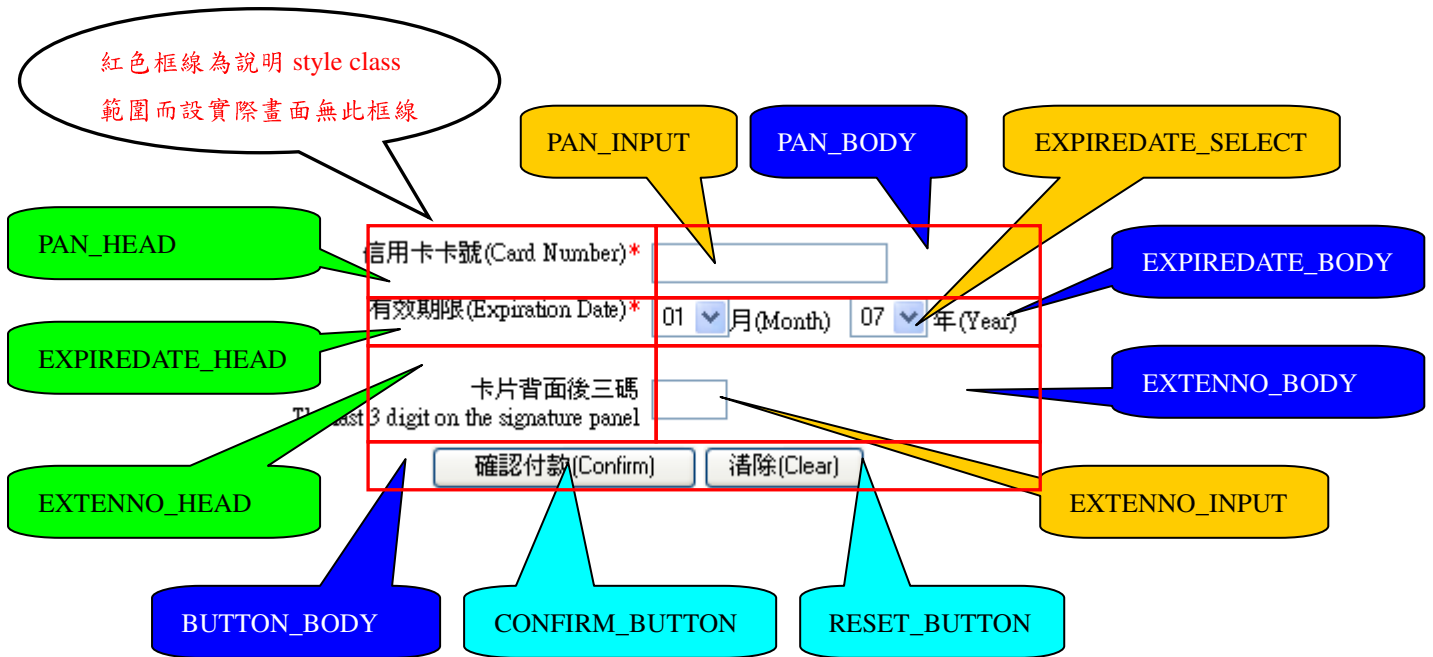 紅色框線為說明 style class
範圍而設實際畫面無此框線
PAN_INPUT
PAN_BODY
EXPIREDATE_SELECT
PAN_HEAD
信用卡卡號(Card Number)*
EXPIREDATE_BODY
有效期限(Expiration Date)*
01 月(Month) 07 年(Year)
EXPIREDATE_HEAD
EXTENNO_BODY
卡片背面後三碼
The last 3 digit on the signature panel
確認付款(Confirm)
清除(Clear)
EXTENNO_HEAD
EXTENNO_INPUT
BUTTON_BODY
CONFIRM_BUTTON
RESET_BUTTON